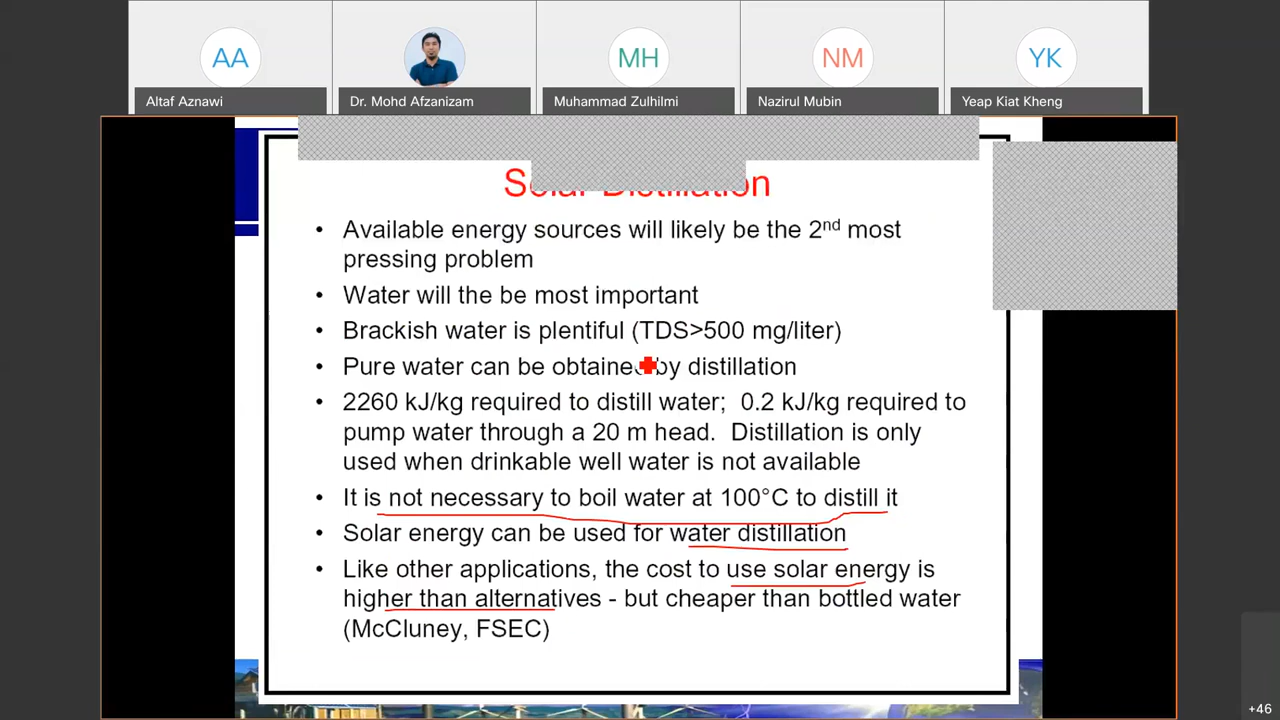 AA
MH
NM
YK
Altaf Aznawi
Dr. Mohd Afzanizam
Muhammad Zulhilmi
Nazirul Mubin
Yeap Kiat Kheng
Solar Distillation
• Available energy sources will likely be the 2nd most
pressing problem
• Water will the be most important
• Brackish water is plentiful (TDS>500 mg/liter)
• Pure water can be obtained by distillation
• 2260 kJ/kg required to distill water; 0.2 kJ/kg required to
pump water through a 20 m head. Distillation is only
used when drinkable well water is not available
• It is not necessary to boil water at 100°C to distill it
• Solar energy can be used for water distillation
• Like other applications, the cost to use solar energy is
higher than alternatives - but cheaper than bottled water
(McCluney, FSEC)
+46